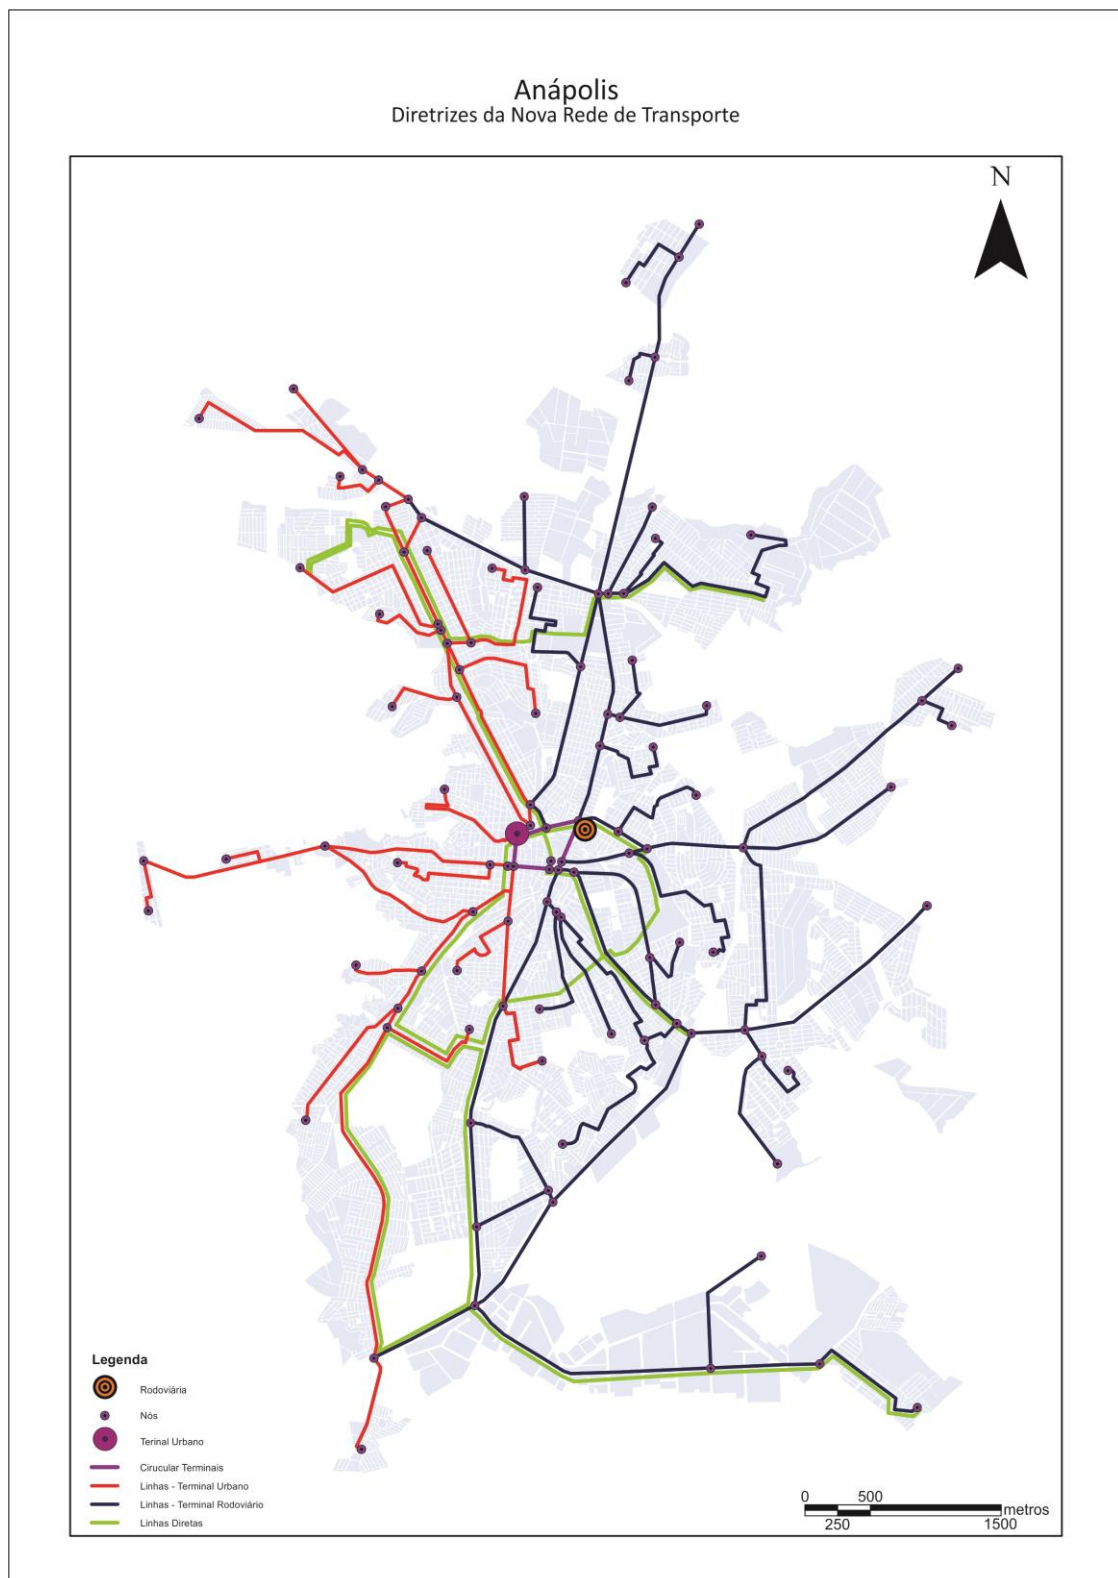 Anápolis
Diretrizes da Nova Rede de Transporte
N
Legenda
Rodoviária
Nós
Terinal Urbano
Cirucular Terminais
Linhas - Terminal Urbano
Linhas - Terminal Rodoviário
Linhas Diretas
0 500
metros
250 1500